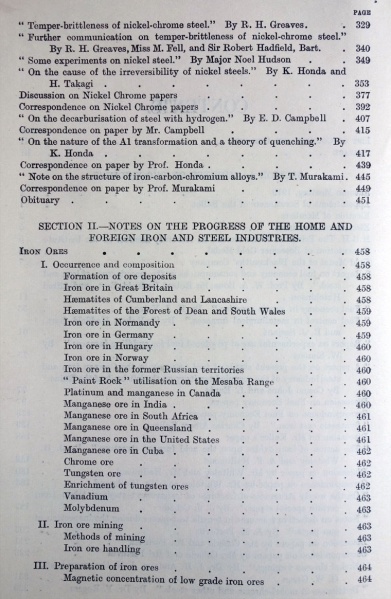 PAGE
“ Temper-brittleness of nickel-chrome steel.” By R. H. Greaves . 329
“ Further communication on temper-brittleness of nickel-chrome steel.”
By R. H. Greaves, Miss M. Fell, and Sir Robert Hadfield, Bart. . 340
“ Some experiments on nickel steel.” By Major Noel Hudson . . 349
“ On the cause of the irreversibility of nickel steels.” By K. Honda and
H. Takagi . . . . . . . . 353
Discussion on Nickel Chrome papers . . . . . 377
Correspondence on Nickel Chrome papers . . . . 392
“ On the decarburisation of steel with hydrogen.” By E. D. Campbell . 407
Correspondence on paper by Mr. Campbell . . . . 415
“ On the nature of the A1 transformation and a theory of quenching.” By
K. Honda . . . . . . . . 417
Correspondence on paper by Prof. Honda . . . . . 439
“ Note on the structure of iron-carbon-chromium alloys.” By T. Murakami . 445
Correspondence on paper by Prof. Murakami . . . . 449
Obituary . . . . . . . . . 451
SECTION II.—NOTES ON THE PROGRESS OF THE HOME AND
FOREIGN IRON AND STEEL INDUSTRIES.
IRON ORES . . . . . . . . 458
I. Occurrence and composition . . . . . 458
Formation of ore deposits . . . . . 458
Iron ore in Great Britain . . . . . 458
Hæmatites of Cumberland and Lancashire . . . 458
Hæmatites of the Forest of Dean and South Wales . . 459
Iron ore in Normandy . . . . . . 459
Iron ore in Germany . . . . . . 459
Iron ore in Hungary . . . . . . 460
Iron ore in Norway . . . . . . 460
Iron ore in the former Russian territories . . . 460
“ Paint Rock ” utilisation on the Mesaba Range . . 460
Platinum and manganese in Canada . . . . 460
Manganese ore in India . . . . . . 460
Manganese ore in South Africa . . . . . 461
Manganese ore in Queensland . . . . . 461
Manganese ore in the United States . . . . 461
Manganese ore in Cuba . . . . . . 462
Chrome ore . . . . . . . 462
Tungsten ore . . . . . . . 462
Enrichment of tungsten ores . . . . . 462
Vanadium . . . . . . . 463
Molybdenum . . . . . . . 463
II. Iron ore mining . . . . . . . 463
Methods of mining . . . . . . 463
Iron ore handling . . . . . . 463
III. Preparation of iron ores . . . . . . 464
Magnetic concentration of low grade iron ores . . . 464